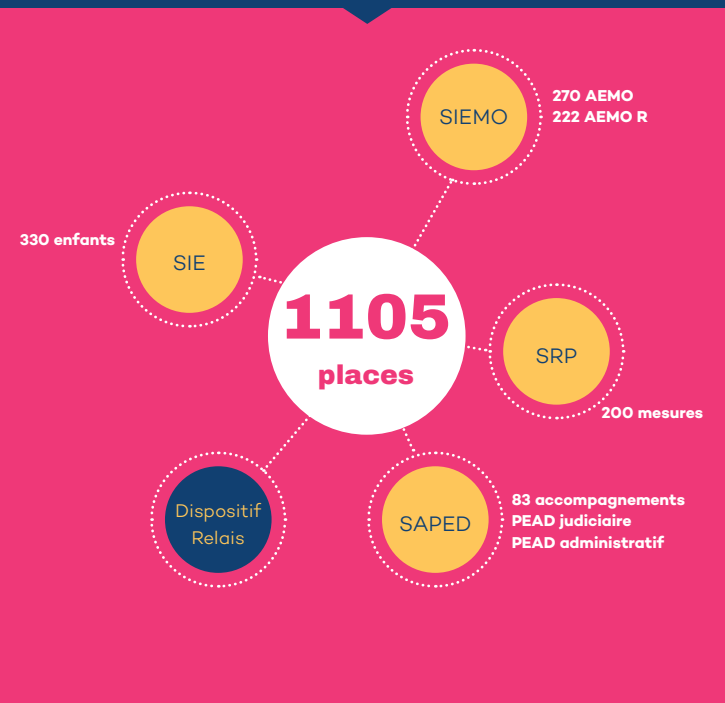 SIEMO
270 AEMO
222 AEMO R
330 enfants
SIE
1105
places
SRP
200 mesures
Dispositif
Relais
SAPED
83 accompagnements
PEAD judiciaire
PEAD administratif